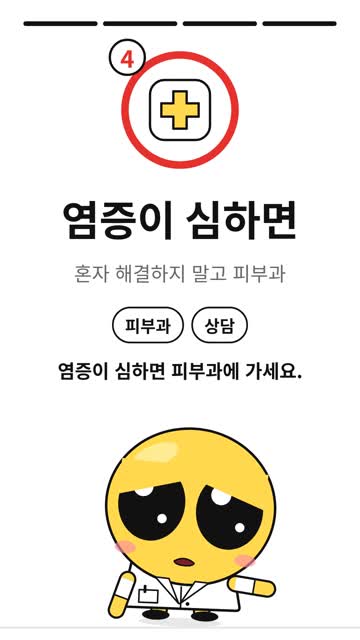 4
염증이 심하면
혼자 해결하지 말고 피부과
피부과 상담
염증이 심하면 피부과에 가세요.